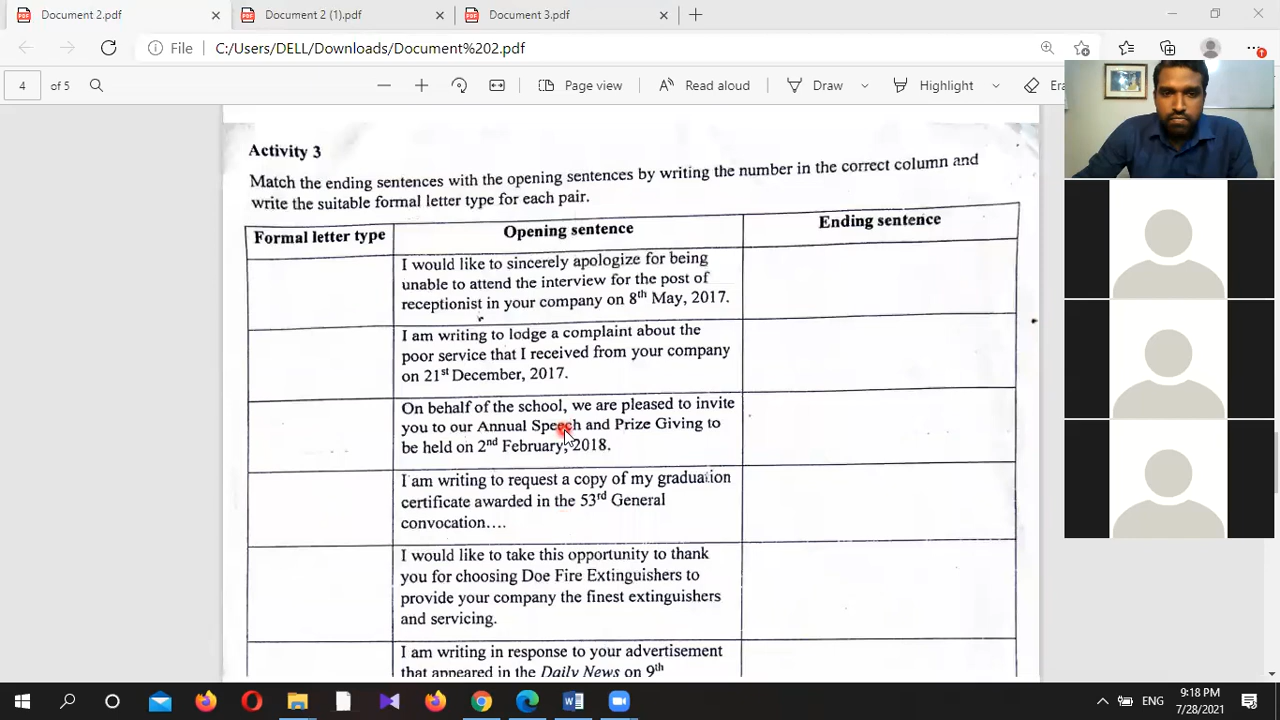 Document 2.pdf
Document 2 (1).pdf
Document 3.pdf
File
C:/Users/DELL/Downloads/Document%202.pdf
4 of 5
Page view
Read aloud
Draw
Highlight
Era
Activity 3
Match the ending sentences with the opening sentences by writing the number in the correct column and
write the suitable formal letter type for each pair.
Formal letter type
Opening sentence
Ending sentence
I would like to sincerely apologize for being
unable to attend the interview for the post of
receptionist in your company on 8th May, 2017.
I am writing to lodge a complaint about the
poor service that I received from your company
on 21st December, 2017.
On behalf of the school, we are pleased to invite
you to our Annual Speech and Prize Giving to
be held on 2nd February, 2018.
I am writing to request a copy of my graduation
certificate awarded in the 53rd General
convocation....
I would like to take this opportunity to thank
you for choosing Doe Fire Extinguishers to
provide your company the finest extinguishers
and servicing.
I am writing in response to your advertisement
that appeared in the Daily News on 9th
ENG
9:18 PM
7/28/2021